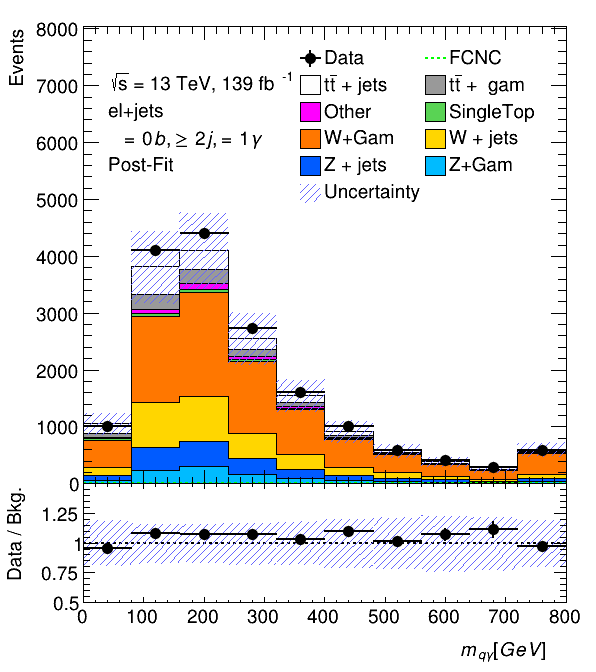 Events
8000
7000
6000
5000
4000
3000
2000
1000
0
√s = 13 TeV, 139 fb -1
el+jets
= 0b, ≥ 2j, = 1γ
Post-Fit
Data
FCNC
tt̄ + jets
tt̄ + gam
Other
SingleTop
W+Gam
W + jets
Z + jets
Z+Gam
Uncertainty
Data / Bkg.
1.25
1
0.75
0.5
0 100 200 300 400 500 600 700 800
m_qγ[GeV]